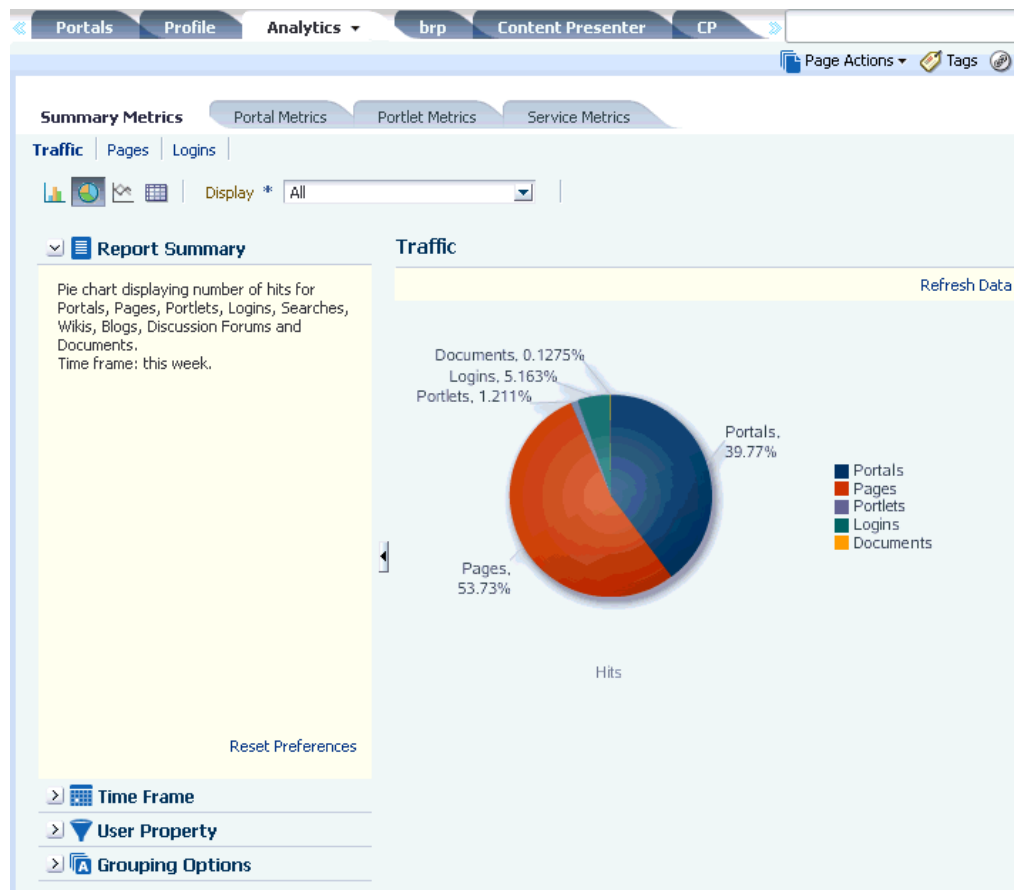 Portals Profile Analytics brp Content Presenter CP
Page Actions Tags
Summary Metrics Portal Metrics Portlet Metrics Service Metrics
Traffic Pages Logins
Display * All
Report Summary
Pie chart displaying number of hits for
Portals, Pages, Portlets, Logins, Searches,
Wikis, Blogs, Discussion Forums and
Documents.
Time frame: this week.
Reset Preferences
Time Frame
User Property
Grouping Options
Traffic
Refresh Data
Documents, 0.1275%
Logins, 5.163%
Portlets, 1.211%
Portals,
39.77%
Pages,
53.73%
Hits
Portals
Pages
Portlets
Logins
Documents